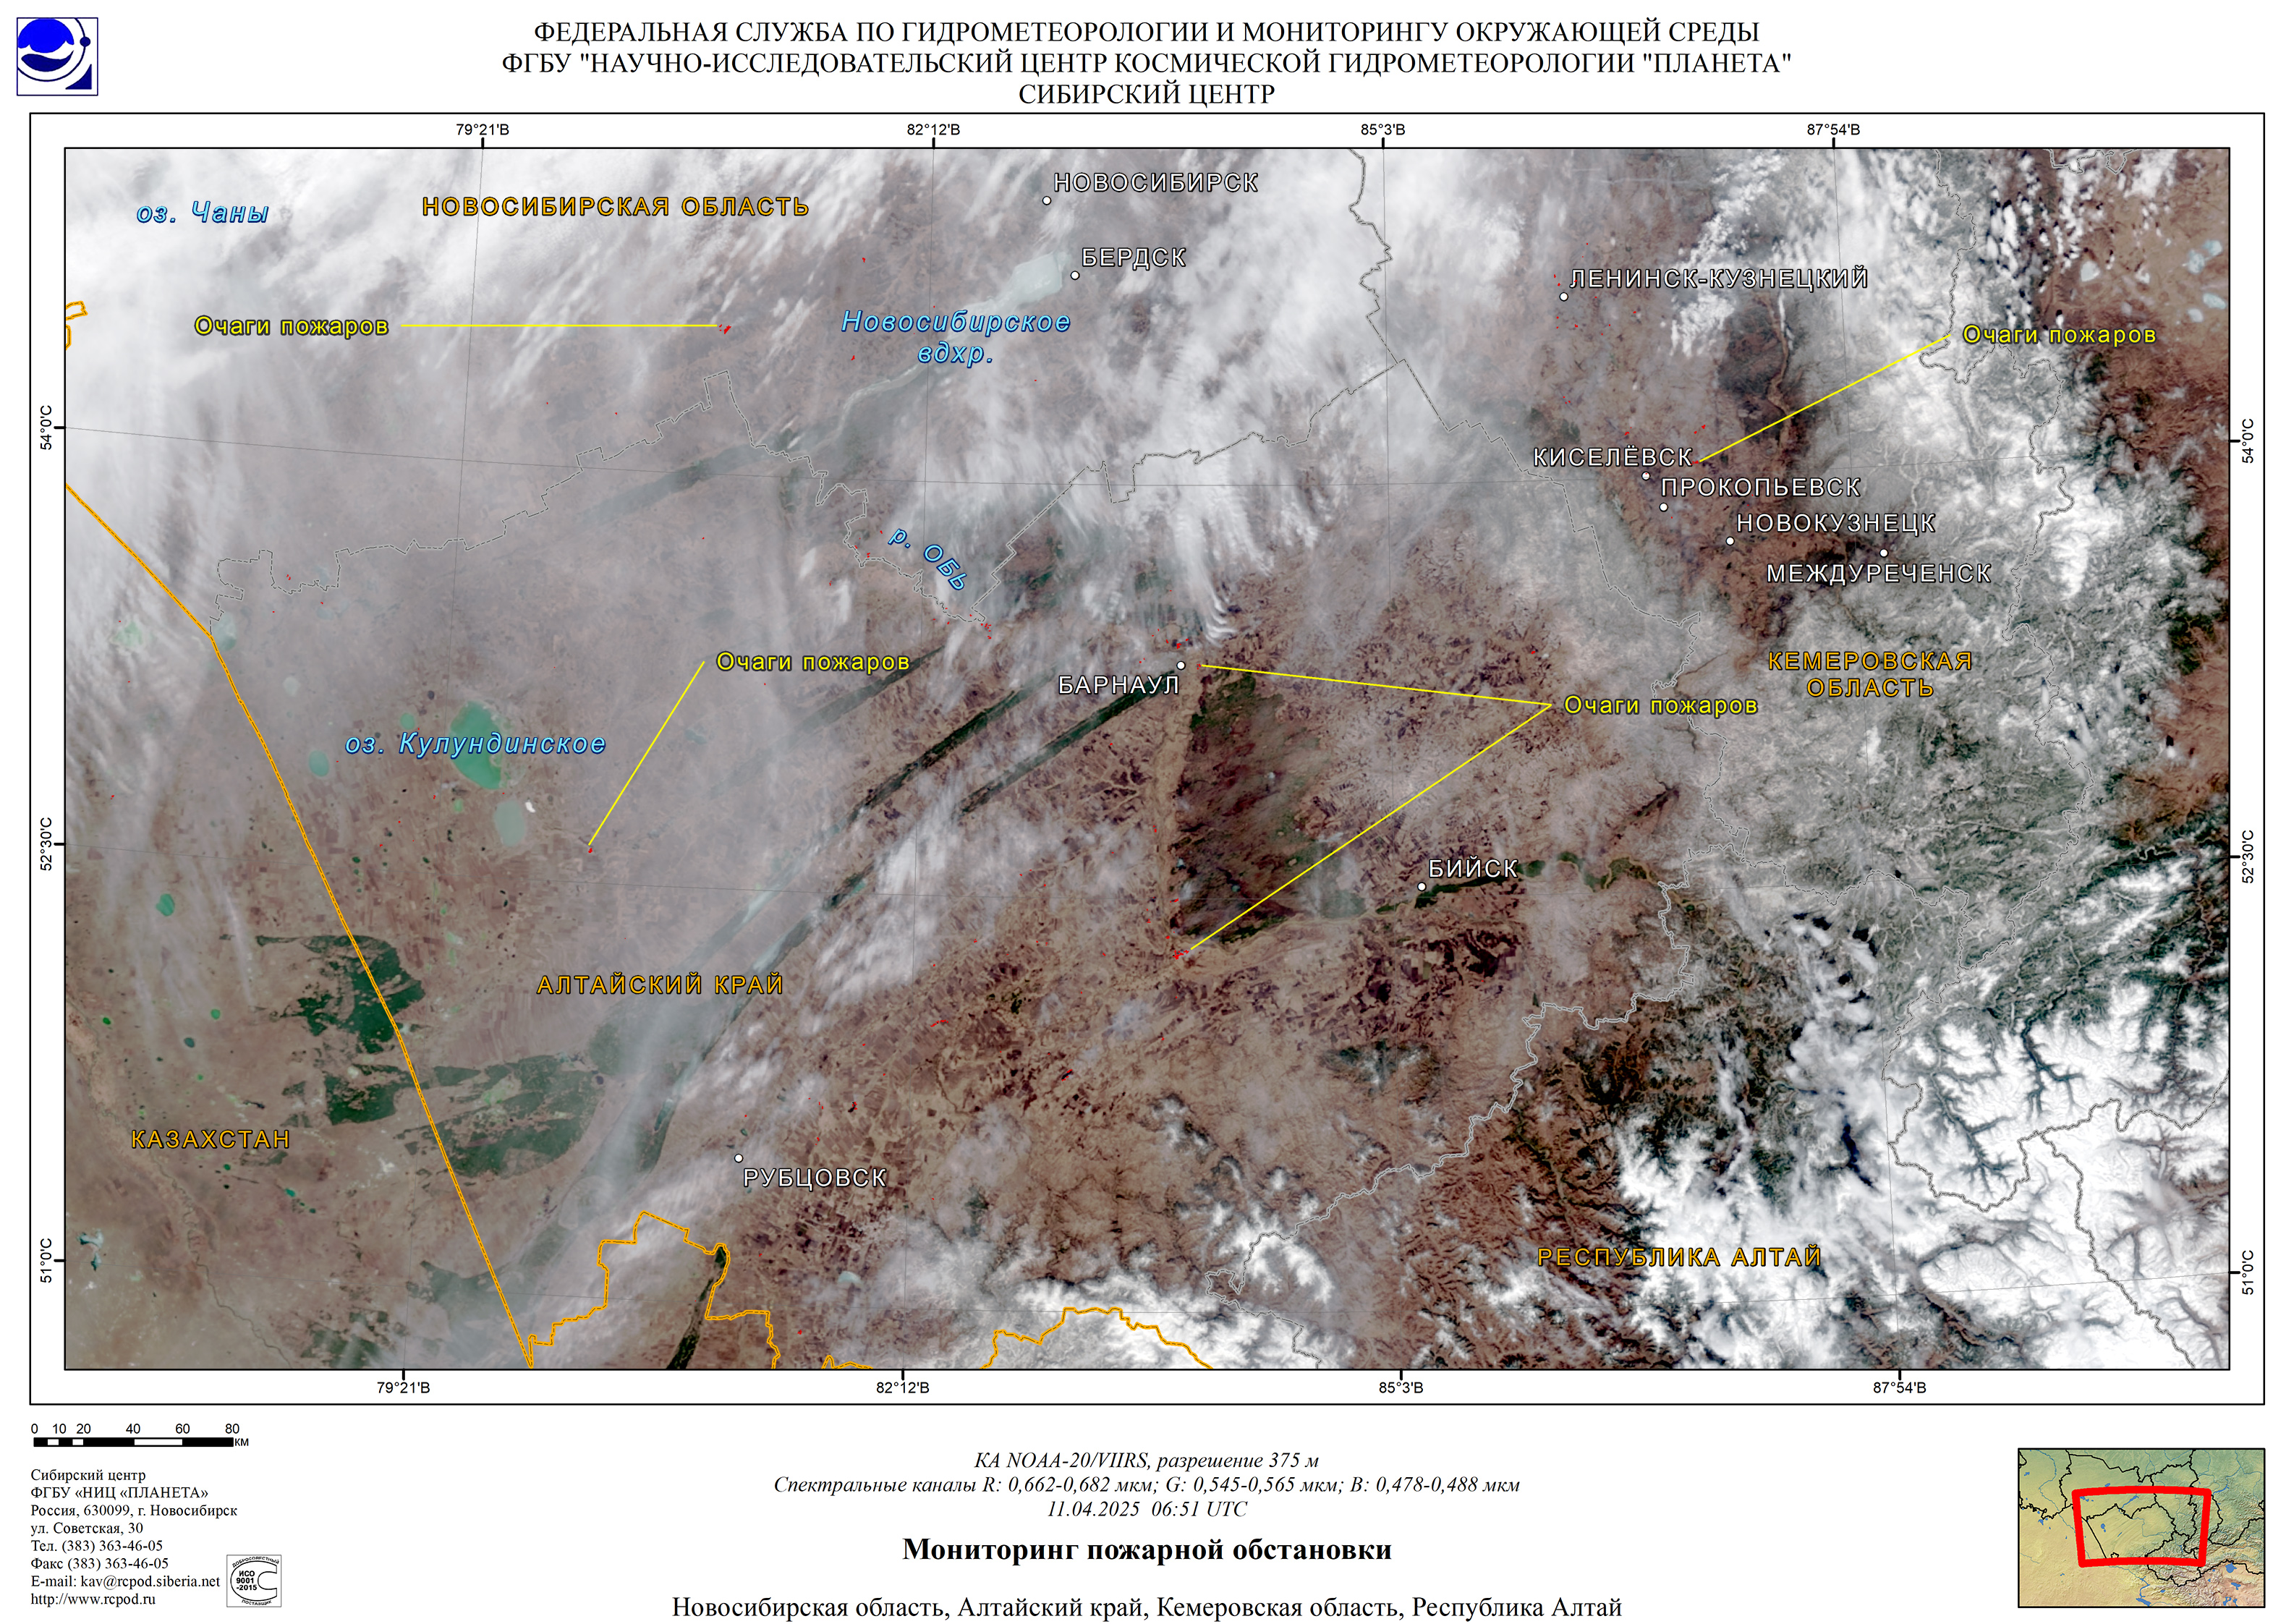 ФЕДЕРАЛЬНАЯ СЛУЖБА ПО ГИДРОМЕТЕОРОЛОГИИ И МОНИТОРИНГУ ОКРУЖАЮЩЕЙ СРЕДЫ
ФГБУ "НАУЧНО-ИССЛЕДОВАТЕЛЬСКИЙ ЦЕНТР КОСМИЧЕСКОЙ ГИДРОМЕТЕОРОЛОГИИ "ПЛАНЕТА"
СИБИРСКИЙ ЦЕНТР
79°21'В
82°12'В
85°3'В
87°54'В
НОВОСИБИРСК
оз. Чаны
НОВОСИБИРСКАЯ ОБЛАСТЬ
БЕРДСК
ЛЕНИНСК-КУЗНЕЦКИЙ
Очаги пожаров
Новосибирское
вдхр.
Очаги пожаров
54°0'С
54°0'С
КИСЕЛЁВСК
ПРОКОПЬЕВСК
НОВОКУЗНЕЦК
р. ОБЬ
МЕЖДУРЕЧЕНСК
Очаги пожаров
КЕМЕРОВСКАЯ
ОБЛАСТЬ
БАРНАУЛ
Очаги пожаров
оз. Кулундинское
52°30'С
52°30'С
БИЙСК
АЛТАЙСКИЙ КРАЙ
КАЗАХСТАН
РУБЦОВСК
РЕСПУБЛИКА АЛТАЙ
51°0'С
51°0'С
79°21'В
82°12'В
85°3'В
87°54'В
0 10 20 40 60 80
КМ
КА NOAA-20/VIIRS, разрешение 375 м
Спектральные каналы R: 0,662-0,682 мкм; G: 0,545-0,565 мкм; B: 0,478-0,488 мкм
11.04.2025 06:51 UTC
Мониторинг пожарной обстановки
Новосибирская область, Алтайский край, Кемеровская область, Республика Алтай
Сибирский центр
ФГБУ «НИЦ «ПЛАНЕТА»
Россия, 630099, г. Новосибирск
ул. Советская, 30
Тел. (383) 363-46-05
Факс (383) 363-46-05
E-mail: kav@rcpod.siberia.net
http://www.rcpod.ru
ДОБРОСОВЕСТНЫЙ
ИСО
9001
-2015
ПОСТАВЩИК